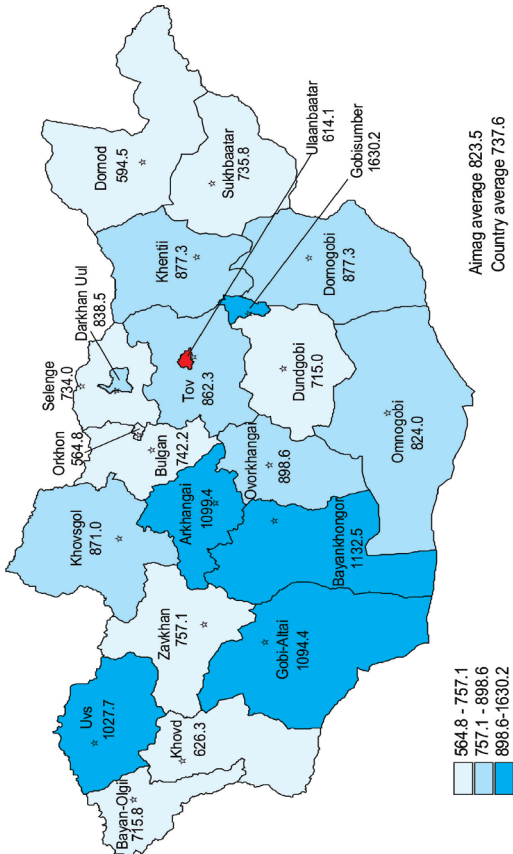 Bayan-Olgii
715.8
Uvs
1027.7
Khovd
626.3
Zavkhan
757.1
Gobi-Altai
1094.4
Khovsgol
871.0
Arkhangai
1099.4
Bayankhongor
1132.5
Orkhon
564.8
Bulgan
742.2
Ovorkhangai
898.6
Omnogobi
824.0
Selenge
734.0
Darkhan Uul
838.5
Tov
862.3
Dundgobi
715.0
Khentii
877.3
Dornogobi
877.3
Dornod
594.5
Sukhbaatar
735.8
Ulaanbaatar
614.1
Gobisumber
1630.2
564.8 - 757.1
757.1 - 898.6
898.6-1630.2
Aimag average 823.5
Country average 737.6